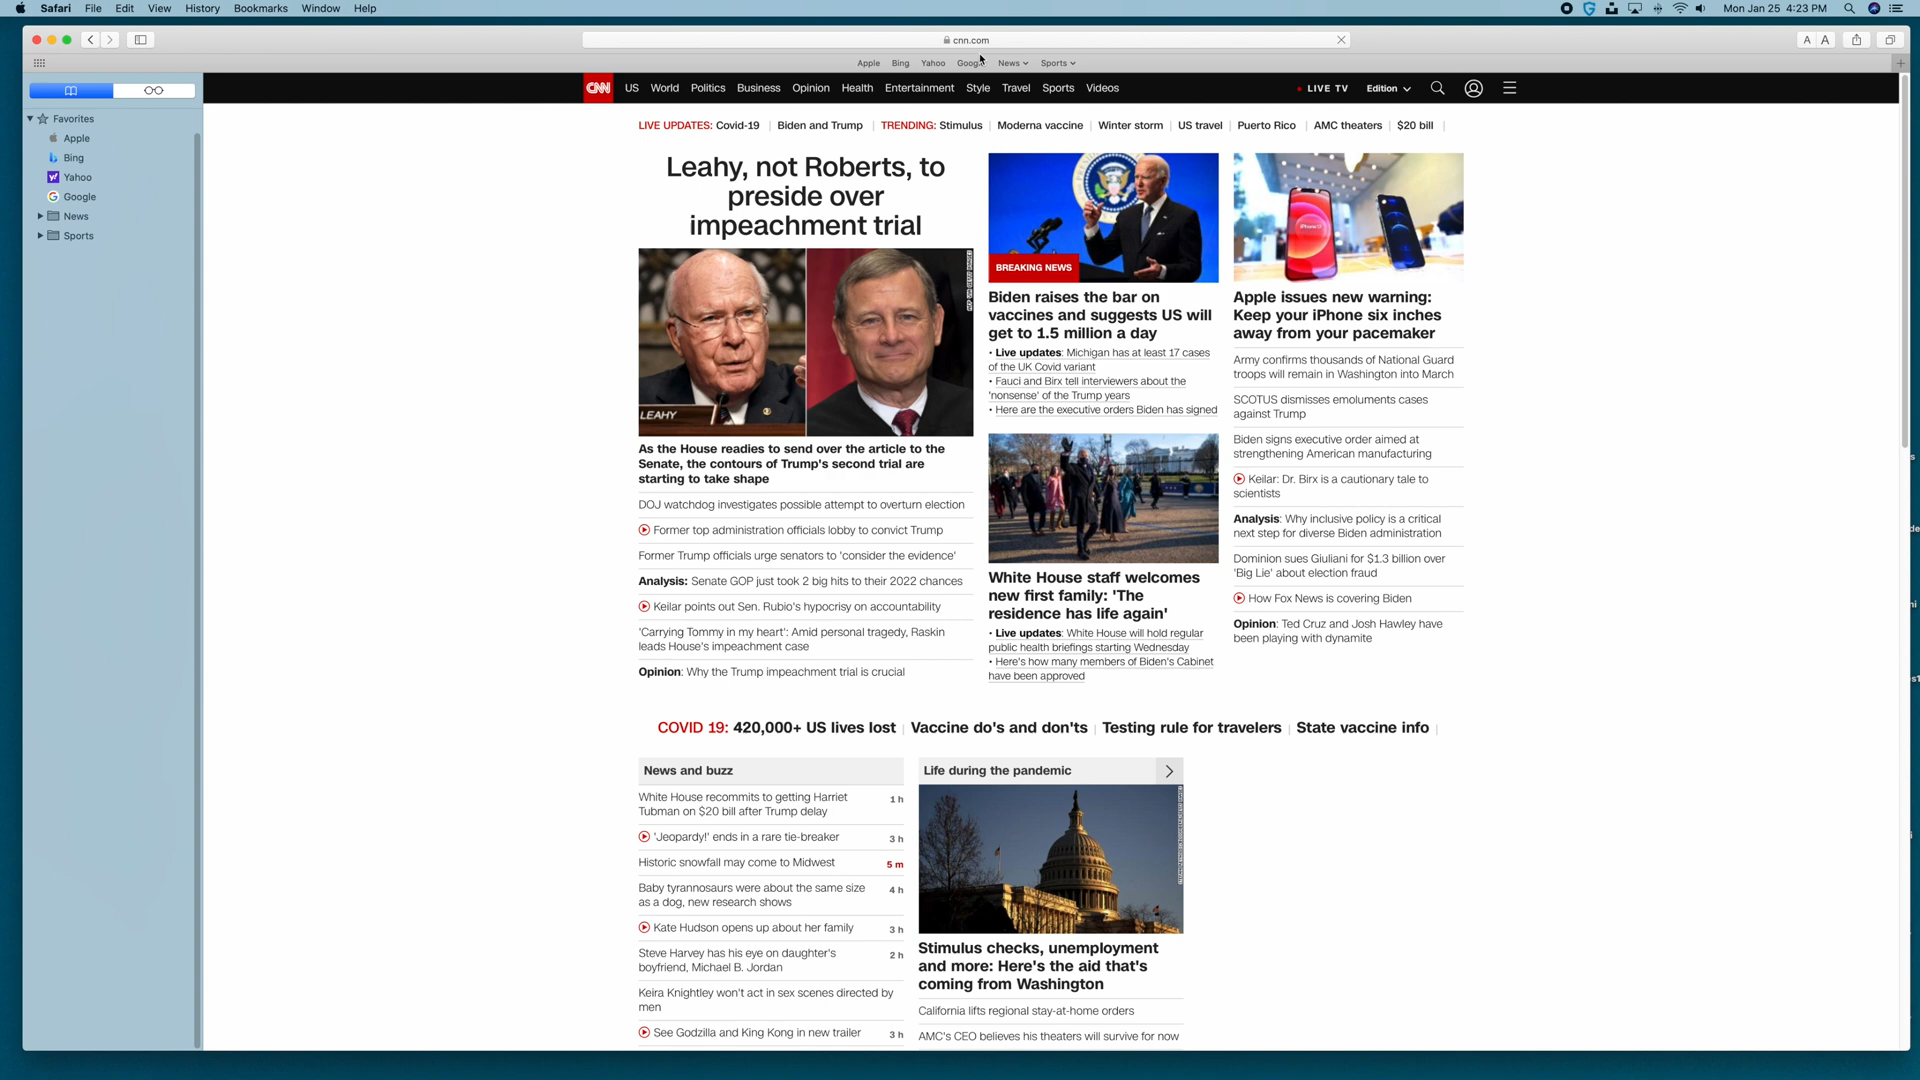 Safari File Edit View History Bookmarks Window Help
Mon Jan 25 4:23 PM
cnn.com
A A
Apple Bing Yahoo News Sports
Favorites
Apple
Bing
Yahoo
Google
News
Sports
CNN US World Politics Business Opinion Health Entertainment Style Travel Sports Videos LIVE TV Edition
LIVE UPDATES: Covid-19 Biden and Trump TRENDING: Stimulus Moderna vaccine Winter storm US travel Puerto Rico AMC theaters $20 bill
Leahy, not Roberts, to
preside over
impeachment trial
LEAHY
As the House readies to send over the article to the
Senate, the contours of Trump's second trial are
starting to take shape
DOJ watchdog investigates possible attempt to overturn election
Former top administration officials lobby to convict Trump
Former Trump officials urge senators to 'consider the evidence'
Analysis: Senate GOP just took 2 big hits to their 2022 chances
Keilar points out Sen. Rubio's hypocrisy on accountability
'Carrying Tommy in my heart': Amid personal tragedy, Raskin
leads House's impeachment case
Opinion: Why the Trump impeachment trial is crucial
BREAKING NEWS
Biden raises the bar on
vaccines and suggests US will
get to 1.5 million a day
• Live updates: Michigan has at least 17 cases
of the UK Covid variant
• Fauci and Birx tell interviewers about the
'nonsense' of the Trump years
• Here are the executive orders Biden has signed
White House staff welcomes
new first family: 'The
residence has life again'
• Live updates: White House will hold regular
public health briefings starting Wednesday
• Here's how many members of Biden's Cabinet
have been approved
Apple issues new warning:
Keep your iPhone six inches
away from your pacemaker
Army confirms thousands of National Guard
troops will remain in Washington into March
SCOTUS dismisses emoluments cases
against Trump
Biden signs executive order aimed at
strengthening American manufacturing
Keilar: Dr. Birx is a cautionary tale to
scientists
Analysis: Why inclusive policy is a critical
next step for diverse Biden administration
Dominion sues Giuliani for $1.3 billion over
'Big Lie' about election fraud
How Fox News is covering Biden
Opinion: Ted Cruz and Josh Hawley have
been playing with dynamite
COVID 19: 420,000+ US lives lost Vaccine do's and don'ts Testing rule for travelers State vaccine info
News and buzz
White House recommits to getting Harriet 1 h
Tubman on $20 bill after Trump delay
'Jeopardy!' ends in a rare tie-breaker 3 h
Historic snowfall may come to Midwest 5 m
Baby tyrannosaurs were about the same size 4 h
as a dog, new research shows
Kate Hudson opens up about her family 3 h
Steve Harvey has his eye on daughter's 2 h
boyfriend, Michael B. Jordan
Keira Knightley won't act in sex scenes directed by
men
See Godzilla and King Kong in new trailer 3 h
Life during the pandemic
Stimulus checks, unemployment
and more: Here's the aid that's
coming from Washington
California lifts regional stay-at-home orders
AMC's CEO believes his theaters will survive for now